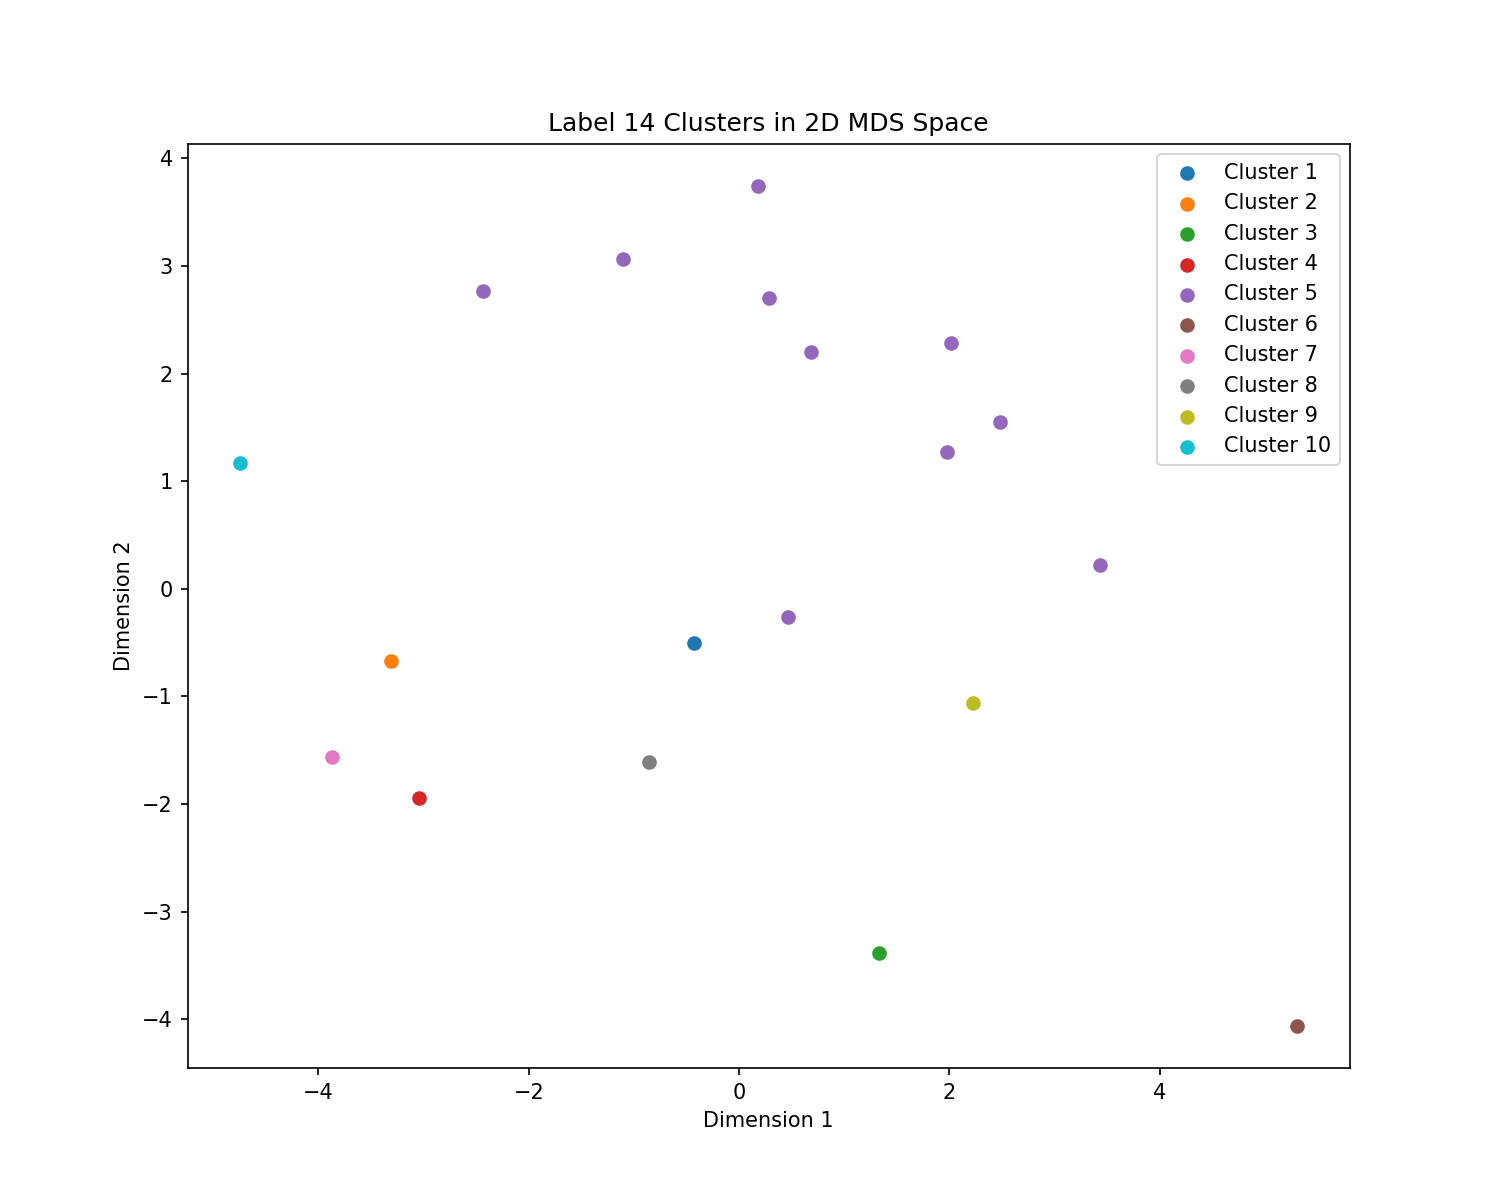 Label 14 Clusters in 2D MDS Space
4
3
2
1
0
−1
−2
−3
−4
Dimension 2
−4
−2
0
2
4
Dimension 1
Cluster 1
Cluster 2
Cluster 3
Cluster 4
Cluster 5
Cluster 6
Cluster 7
Cluster 8
Cluster 9
Cluster 10